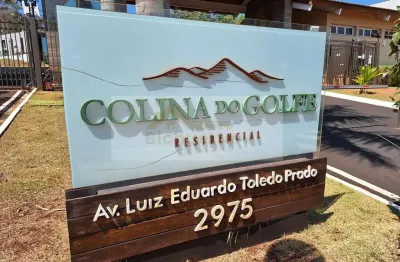 COLINA DO GOLFE
RESIDENCIAL
Av. Luiz Eduardo Toledo Prado
2975